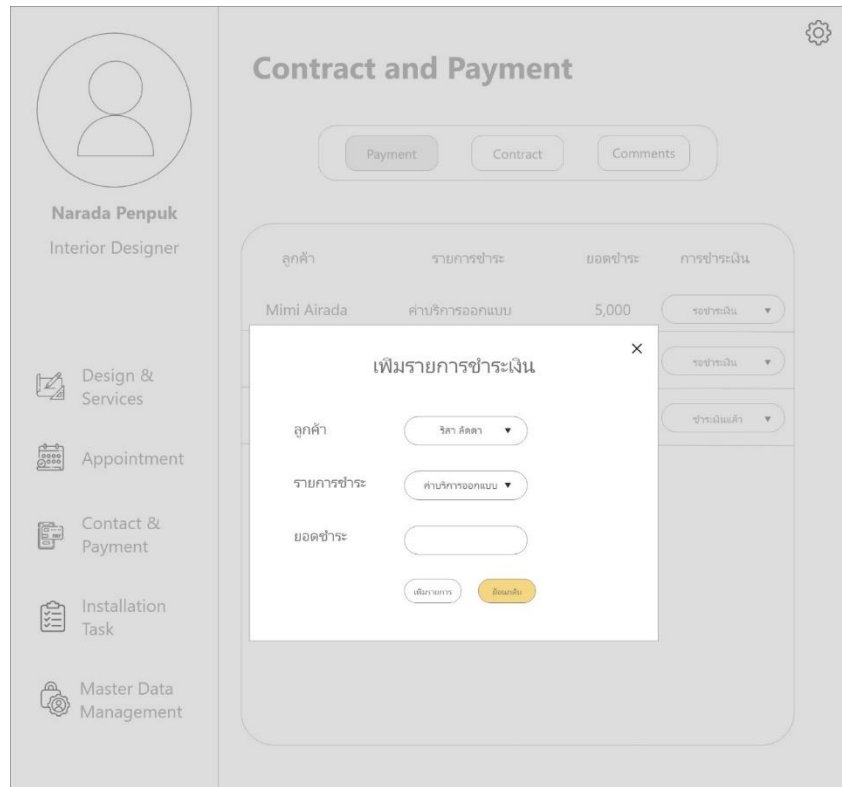 Contract and Payment
Payment
Contract
Comments
Narada Penpuk
Interior Designer
ลูกค้า รายการชำระ ยอดชำระ การชำระเงิน
Mimi Airada ค่าบริการออกแบบ 5,000 รอชำระเงิน
รอชำระเงิน
ชำระเงินแล้ว
Design &
Services
Appointment
Contact &
Payment
Installation
Task
Master Data
Management
เพิ่มรายการชำระเงิน
ลูกค้า ริสา ลัดดา
รายการชำระ ค่าบริการออกแบบ
ยอดชำระ
เพิ่มรายการ ย้อนกลับ